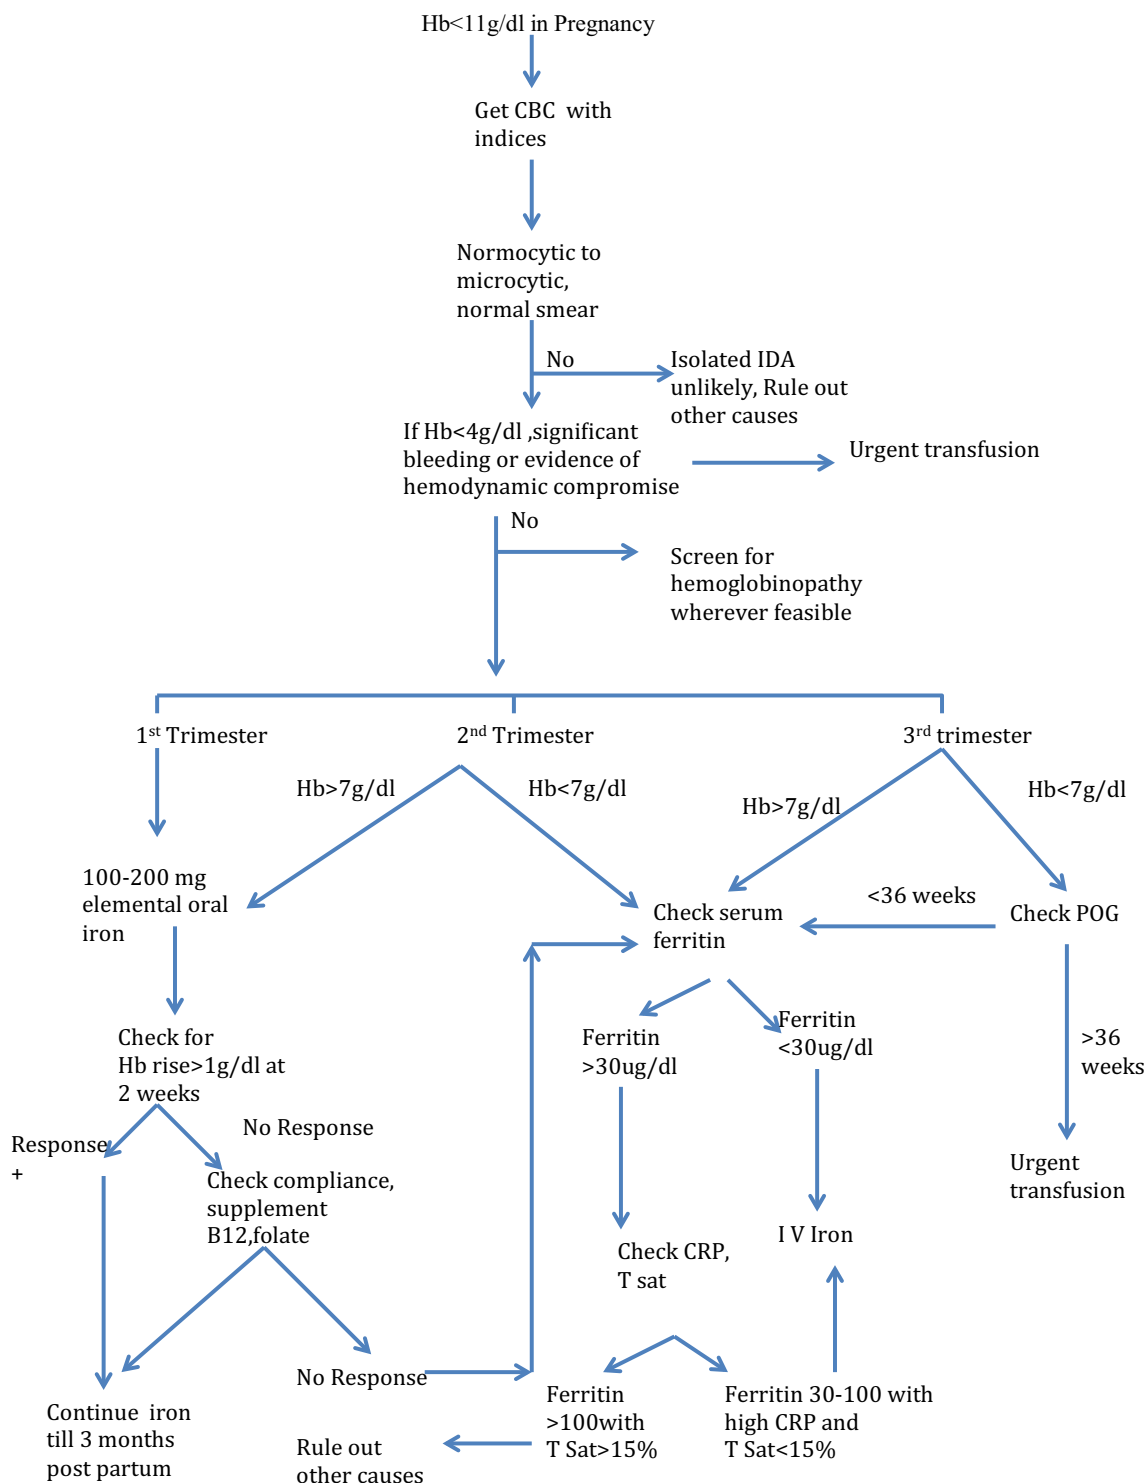 Hb<11g/dl in Pregnancy
Get CBC with
indices
Normocytic to
microcytic,
normal smear
No
Isolated IDA
unlikely, Rule out
other causes
If Hb<4g/dl ,significant
bleeding or evidence of
hemodynamic compromise
Urgent transfusion
No
Screen for
hemoglobinopathy
wherever feasible
1st Trimester
2nd Trimester
3rd trimester
Hb>7g/dl
Hb<7g/dl
Hb>7g/dl
Hb<7g/dl
100-200 mg
elemental oral
iron
Check serum
ferritin
<36 weeks
Check POG
Check for
Hb rise>1g/dl at
2 weeks
Ferritin
>30ug/dl
Ferritin
<30ug/dl
>36
weeks
Response
+
No Response
Check compliance,
supplement
B12,folate
Urgent
transfusion
Check CRP,
T sat
I V Iron
No Response
Continue iron
till 3 months
post partum
Rule out
other causes
Ferritin
>100with
T Sat>15%
Ferritin 30-100 with
high CRP and
T Sat<15%